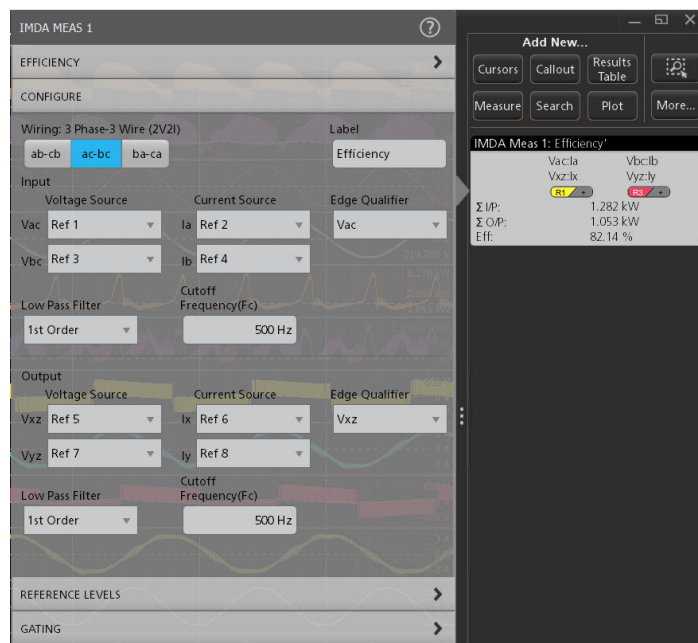 IMDA MEAS 1
?
EFFICIENCY
CONFIGURE
Wiring: 3 Phase-3 Wire (2V2I)
Label
ab-cb ac-bc ba-ca
Efficiency
Input
Voltage Source Current Source Edge Qualifier
Vac Ref 1 Ia Ref 2 Vac
Vbc Ref 3 Ib Ref 4
Low Pass Filter
Cutoff
Frequency(Fc)
1st Order 500 Hz
Output
Voltage Source Current Source Edge Qualifier
Vxz Ref 5 Ix Ref 6 Vxz
Vyz Ref 7 Iy Ref 8
Low Pass Filter
Cutoff
Frequency(Fc)
1st Order 500 Hz
REFERENCE LEVELS
GATING
Add New...
Cursors Callout Results Table
Measure Search Plot More...
IMDA Meas 1: Efficiency'
Vac:Ia Vbc:Ib
Vxz:Ix Vyz:Iy
R1 + R3 +
Σ I/P: 1.282 kW
Σ O/P: 1.053 kW
Eff: 82.14 %